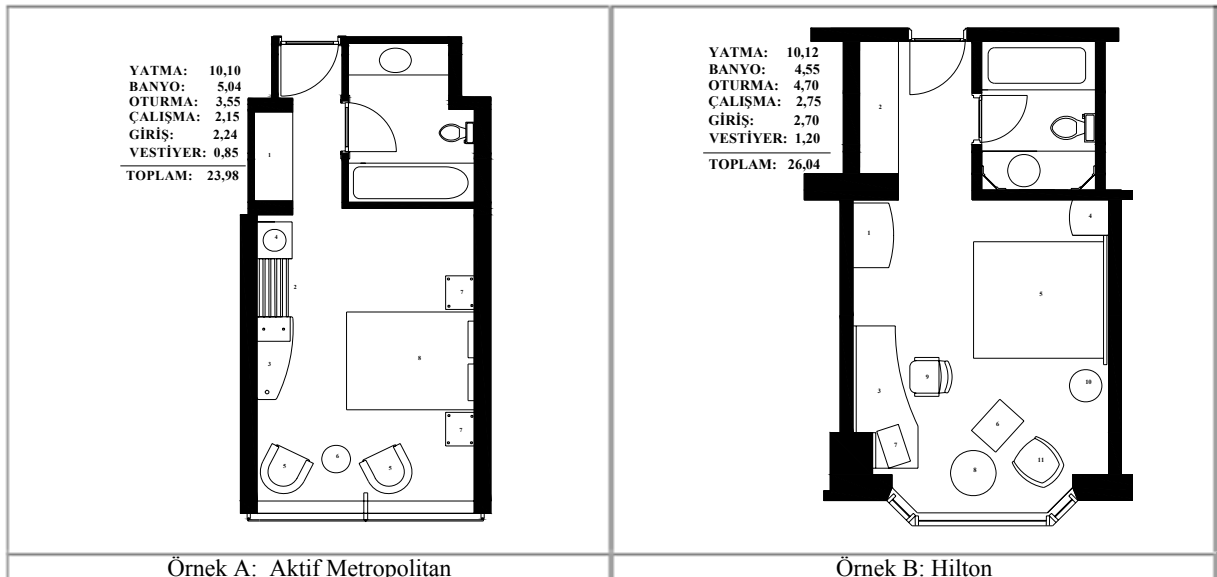 YATMA: 10,10
BANYO: 5,04
OTURMA: 3,55
ÇALIŞMA: 2,15
GİRİŞ: 2,24
VESTİYER: 0,85
TOPLAM: 23,98
1
4
2
7
3
8
7
6
5
5
Örnek A: Aktif Metropolitan
YATMA: 10,12
BANYO: 4,55
OTURMA: 4,70
ÇALIŞMA: 2,75
GİRİŞ: 2,70
VESTİYER: 1,20
TOPLAM: 26,04
2
4
1
5
9
10
3
6
7
11
8
Örnek B: Hilton